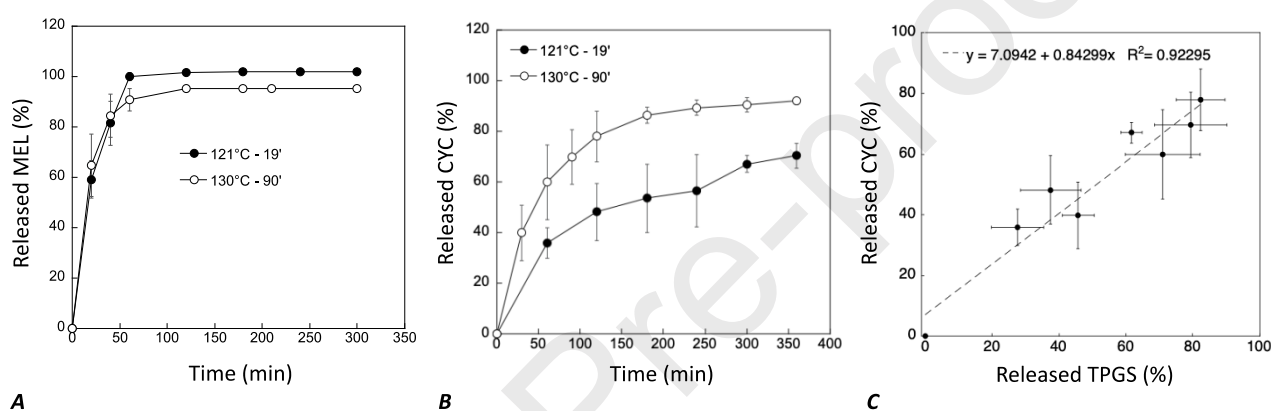 120
100
80
60
40
20
0
0 50 100 150 200 250 300 350
Released MEL (%)
Time (min)
121°C - 19'
130°C - 90'
A
120
100
80
60
40
20
0
0 50 100 150 200 250 300 350 400
Released CYC (%)
Time (min)
121°C - 19'
130°C - 90'
B
100
80
60
40
20
0
0 20 40 60 80 100
Released CYC (%)
Released TPGS (%)
y = 7.0942 + 0.84299x R²= 0.92295
C